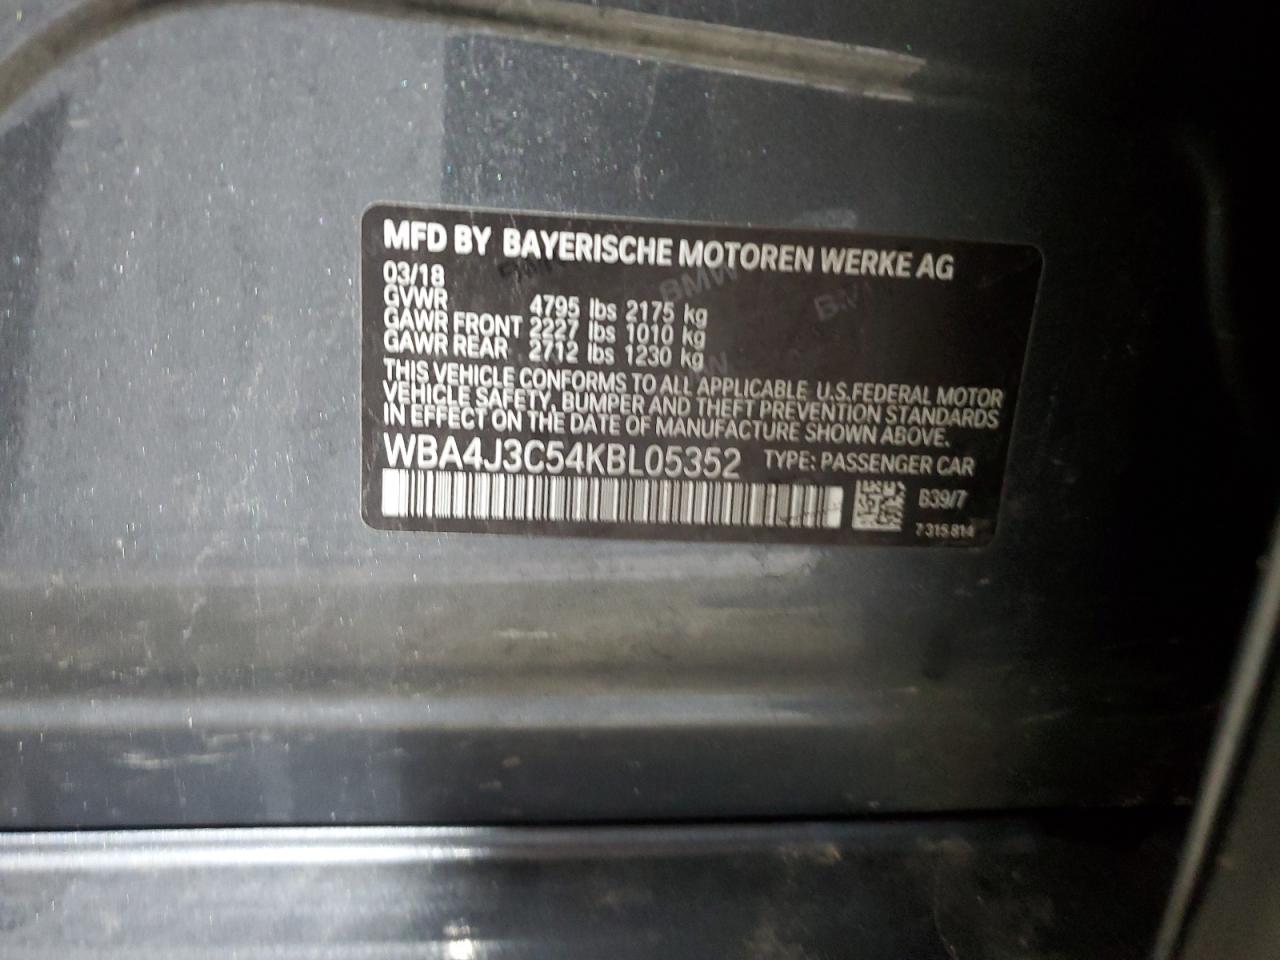 MFD BY BAYERISCHE MOTOREN WERKE AG
03/18
GVWR 4795 lbs 2175 kg
GAWR FRONT 2227 lbs 1010 kg
GAWR REAR 2712 lbs 1230 kg
THIS VEHICLE CONFORMS TO ALL APPLICABLE U.S.FEDERAL MOTOR
VEHICLE SAFETY, BUMPER AND THEFT PREVENTION STANDARDS
IN EFFECT ON THE DATE OF MANUFACTURE SHOWN ABOVE.
WBA4J3C54KBL05352 TYPE: PASSENGER CAR
B39/7
7 315 814